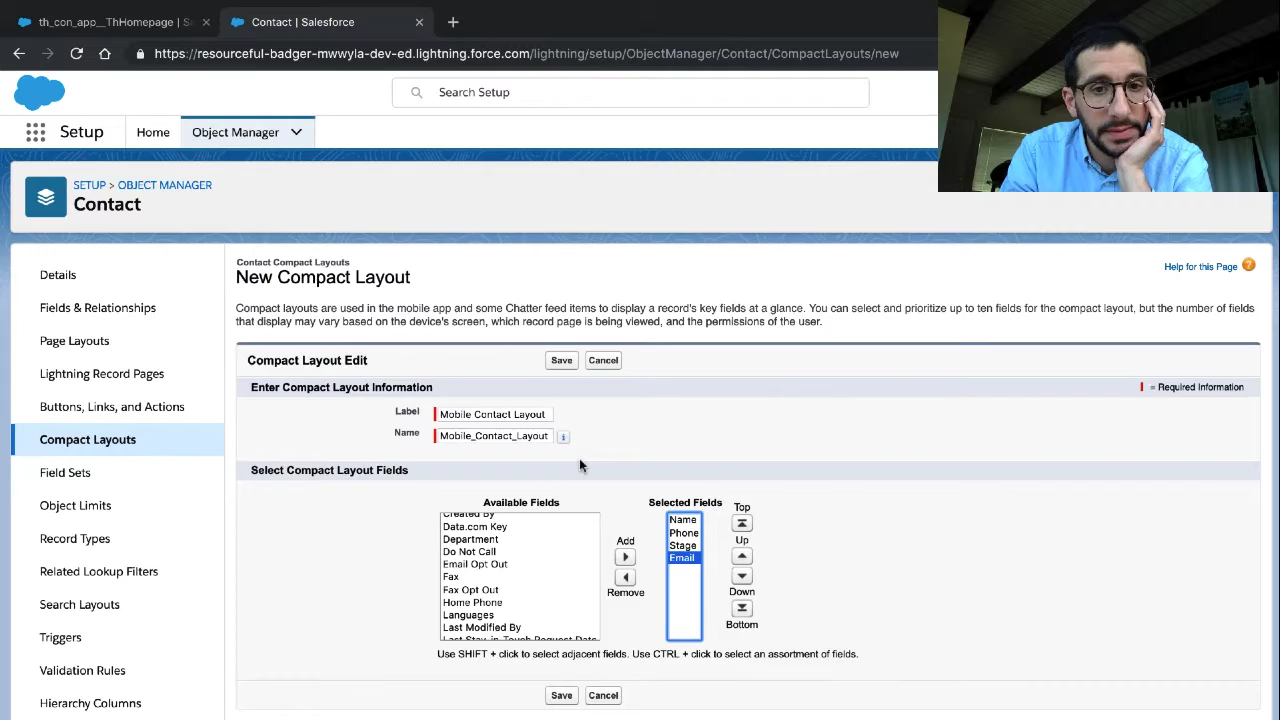 th_con_app__ThHomepage | Sa
Contact | Salesforce
https://resourceful-badger-mwwyla-dev-ed.lightning.force.com/lightning/setup/ObjectManager/Contact/CompactLayouts/new
Search Setup
Setup
Home
Object Manager
SETUP > OBJECT MANAGER
Contact
Details
Fields & Relationships
Page Layouts
Lightning Record Pages
Buttons, Links, and Actions
Compact Layouts
Field Sets
Object Limits
Record Types
Related Lookup Filters
Search Layouts
Triggers
Validation Rules
Hierarchy Columns
Contact Compact Layouts
New Compact Layout
Help for this Page
Compact layouts are used in the mobile app and some Chatter feed items to display a record's key fields at a glance. You can select and prioritize up to ten fields for the compact layout, but the number of fields
that display may vary based on the device's screen, which record page is being viewed, and the permissions of the user.
Compact Layout Edit
Save
Cancel
Enter Compact Layout Information
= Required Information
Label
Mobile Contact Layout
Name
Mobile_Contact_Layout
Select Compact Layout Fields
Available Fields
Created By
Data.com Key
Department
Do Not Call
Email Opt Out
Fax
Fax Opt Out
Home Phone
Languages
Last Modified By
Last Stay-in-Touch Request Date
Add
Remove
Selected Fields
Name
Phone
Stage
Email
Top
Up
Down
Bottom
Use SHIFT + click to select adjacent fields. Use CTRL + click to select an assortment of fields.
Save
Cancel